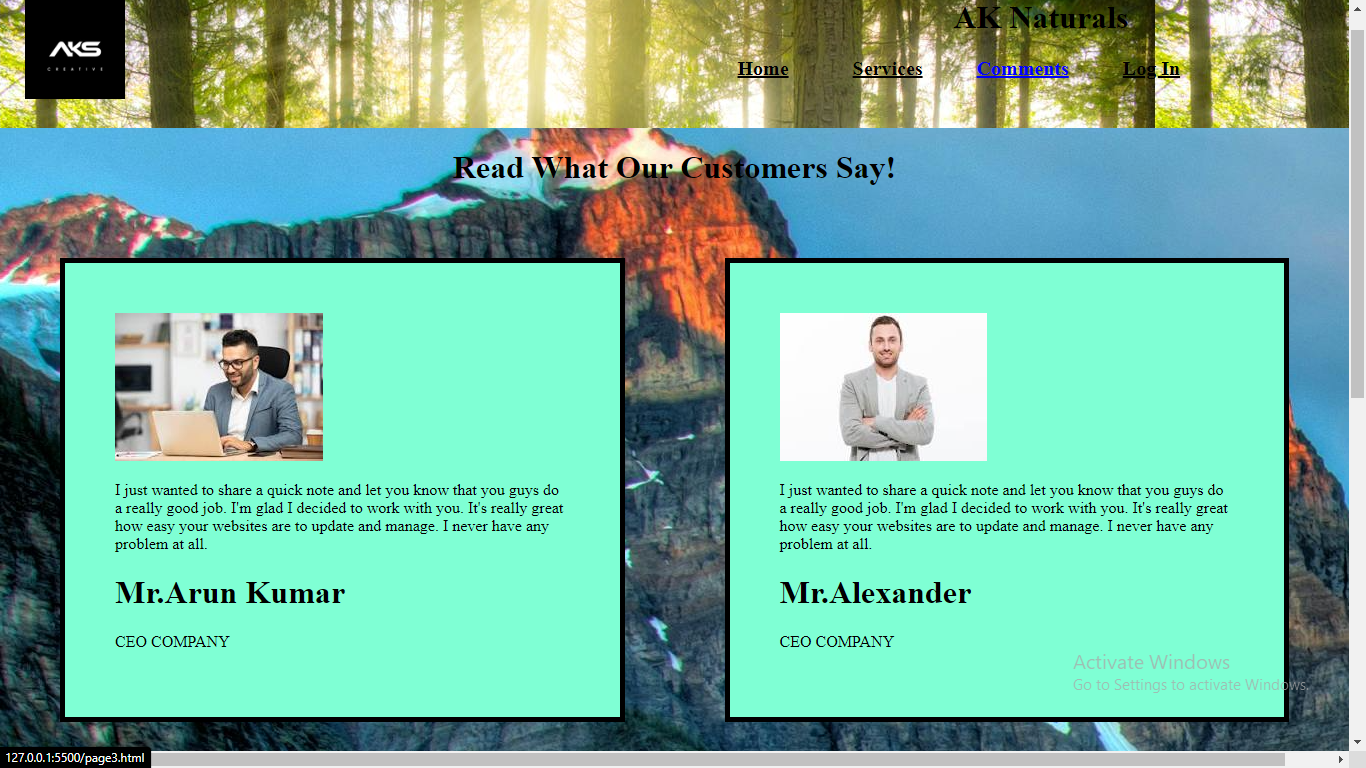 AKS
CREATIVE
AK Naturals
Home Services Comments Log In
Read What Our Customers Say!
I just wanted to share a quick note and let you know that you guys do
a really good job. I'm glad I decided to work with you. It's really great
how easy your websites are to update and manage. I never have any
problem at all.
Mr.Arun Kumar
CEO COMPANY
I just wanted to share a quick note and let you know that you guys do
a really good job. I'm glad I decided to work with you. It's really great
how easy your websites are to update and manage. I never have any
problem at all.
Mr.Alexander
CEO COMPANY
Activate Windows
Go to Settings to activate Windows.
127.0.0.1:5500/page3.html